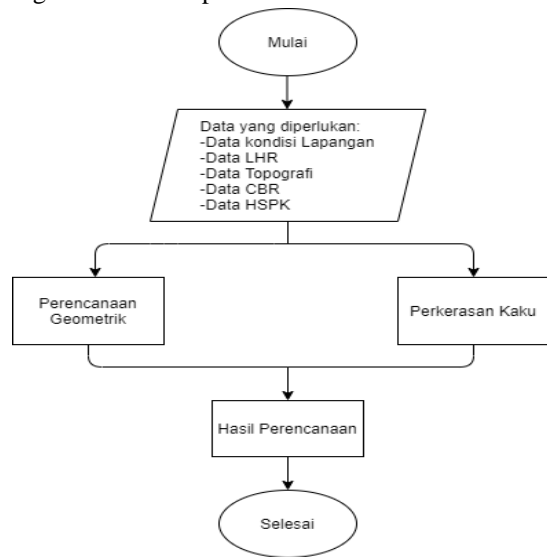 Mulai
Data yang diperlukan:
-Data kondisi Lapangan
-Data LHR
-Data Topografi
-Data CBR
-Data HSPK
Perencanaan
Geometrik
Perkerasan Kaku
Hasil Perencanaan
Selesai